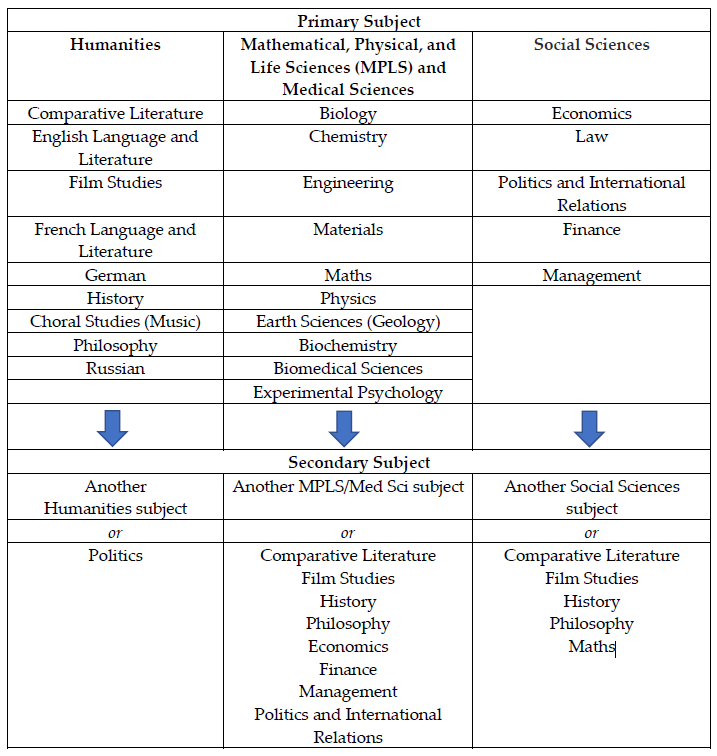 Primary Subject
Humanities
Mathematical, Physical, and
Life Sciences (MPLS) and
Medical Sciences
Social Sciences
Comparative Literature
Biology
Economics
English Language and
Literature
Chemistry
Law
Film Studies
Engineering
Politics and International
Relations
French Language and
Literature
Materials
Finance
German
Maths
Management
History
Physics
Choral Studies (Music)
Earth Sciences (Geology)
Philosophy
Biochemistry
Russian
Biomedical Sciences
Experimental Psychology
Secondary Subject
Another
Humanities subject
Another MPLS/Med Sci subject
Another Social Sciences
subject
or
or
or
Politics
Comparative Literature
Film Studies
History
Philosophy
Economics
Finance
Management
Politics and International
Relations
Comparative Literature
Film Studies
History
Philosophy
Maths